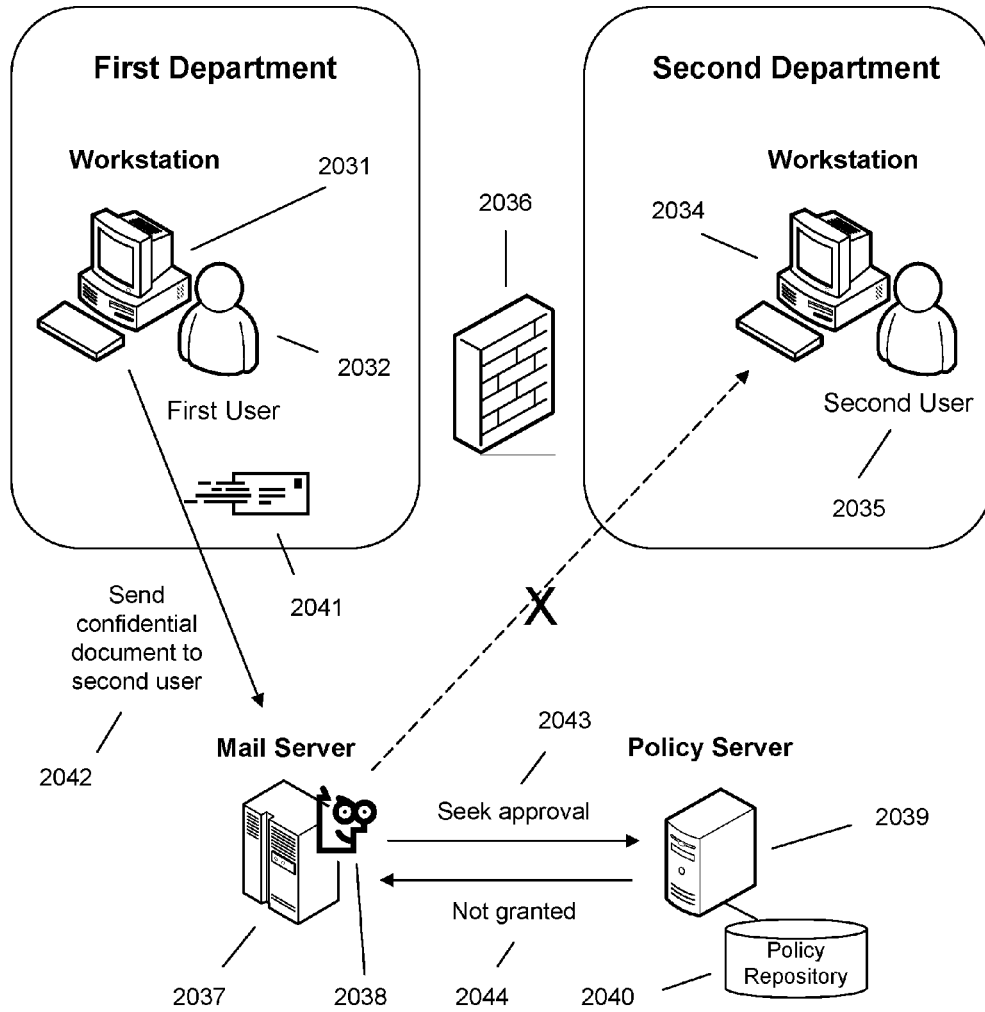 First Department
Second Department
Workstation
Workstation
2031
2036
2034
2032
First User
Second User
2035
2041
Send
confidential
document to
second user
X
2042
2043
Mail Server
Policy Server
Seek approval
2039
Not granted
Policy
Repository
2037
2038
2044
2040